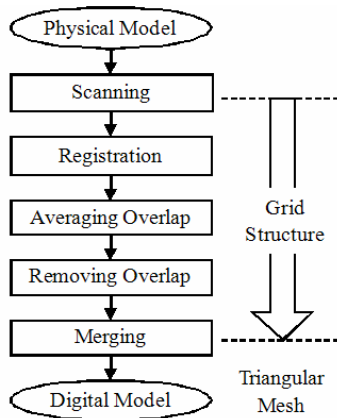 Physical Model
Scanning
Registration
Averaging Overlap
Removing Overlap
Merging
Digital Model
Grid
Structure
Triangular
Mesh